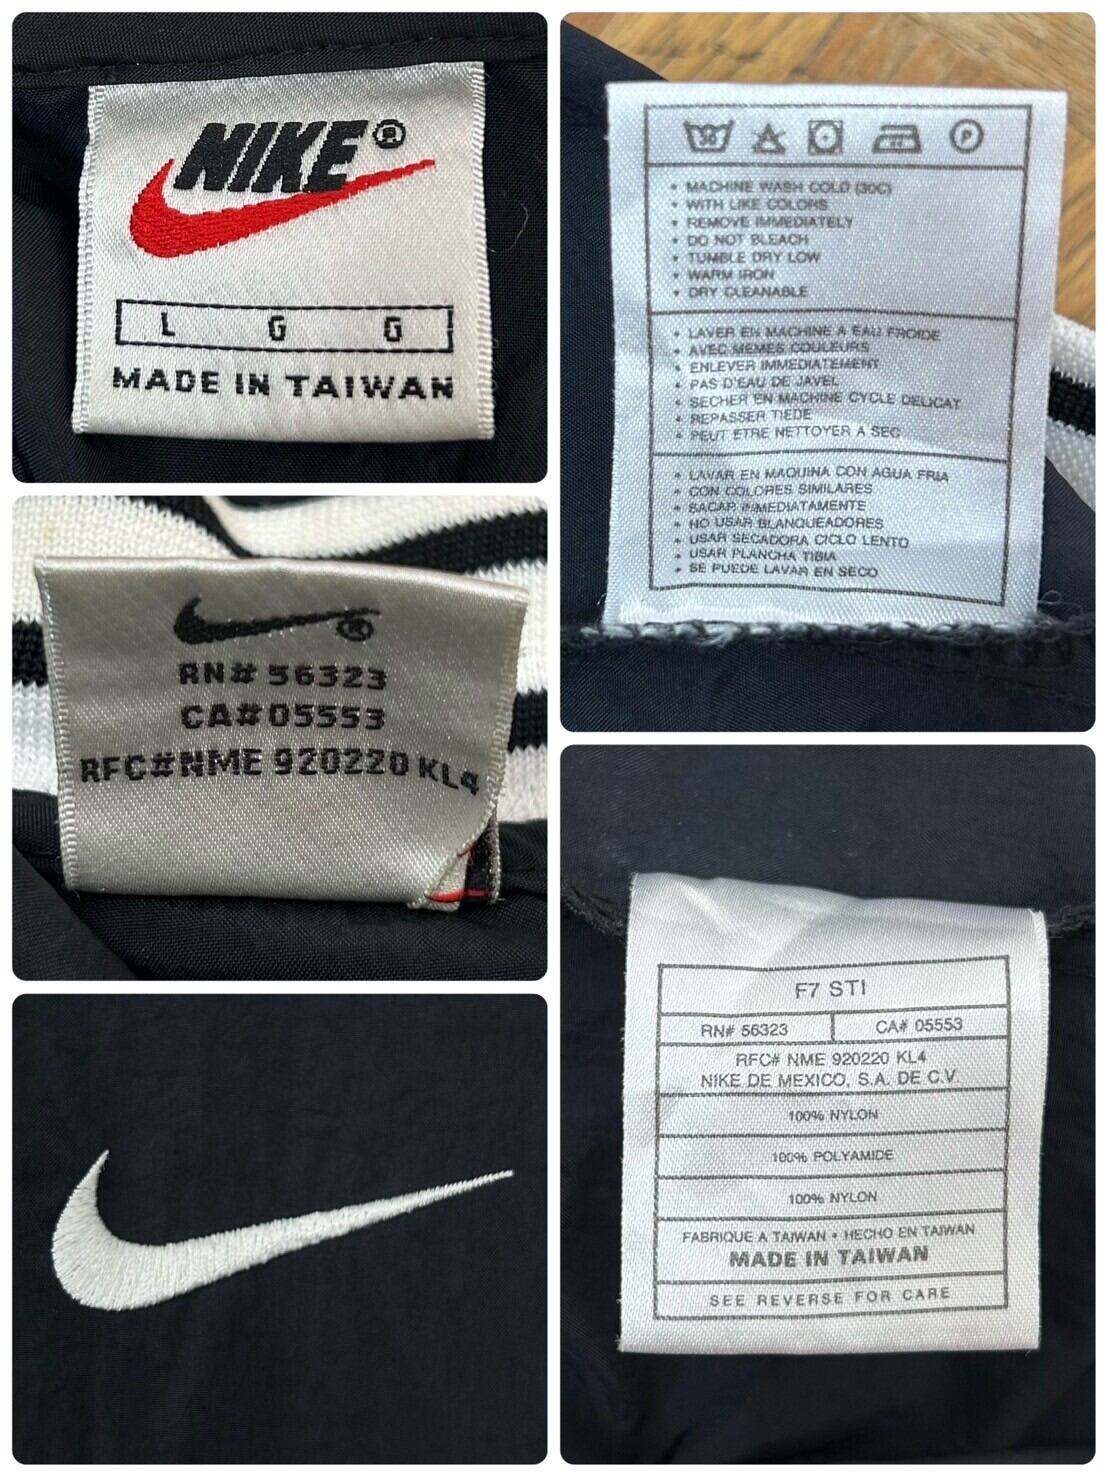 NIKE®
L G G
MADE IN TAIWAN
30 P
• MACHINE WASH COLD (30C)
• WITH LIKE COLORS
• REMOVE IMMEDIATELY
• DO NOT BLEACH
• TUMBLE DRY LOW
• WARM IRON
• DRY CLEANABLE
• LAVER EN MACHINE A EAU FROIDE
• AVEC MEMES COULEURS
• ENLEVER IMMEDIATEMENT
• PAS D'EAU DE JAVEL
• SECHER EN MACHINE CYCLE DELICAT
• REPASSER TIEDE
• PEUT ETRE NETTOYER A SEC
• LAVAR EN MAQUINA CON AGUA FRIA
• CON COLORES SIMILARES
• SACAR INMEDIATAMENTE
• NO USAR BLANQUEADORES
• USAR SECADORA CICLO LENTO
• USAR PLANCHA TIBIA
• SE PUEDE LAVAR EN SECO
®
RN# 56323
CA# 05553
RFC#NME 920220 KL4
F7 STI
RN# 56323 CA# 05553
RFC# NME 920220 KL4
NIKE DE MEXICO, S.A. DE C.V.
100% NYLON
100% POLYAMIDE
100% NYLON
FABRIQUE A TAIWAN • HECHO EN TAIWAN
MADE IN TAIWAN
SEE REVERSE FOR CARE